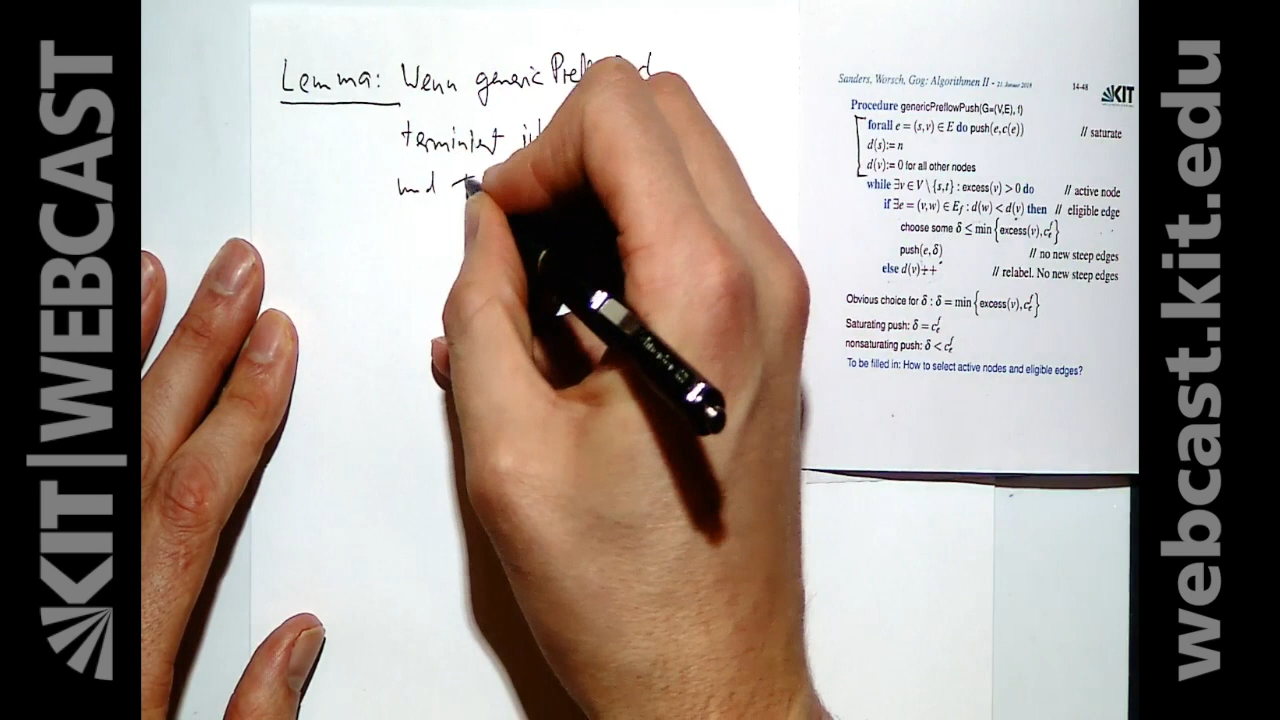 KIT|WEBCAST
Lemma: Wenn generic
terminiert
und
Sanders, Worsch, Gog: Algorithmen II - 21. Januar 2019
14-48
KIT
Procedure genericPreflowPush(G=(V,E), f)
forall e = (s,v) ∈ E do push(e,c(e)) // saturate
d(s):= n
d(v):= 0 for all other nodes
while ∃v ∈ V \ {s,t} : excess(v) > 0 do // active node
if ∃e = (v,w) ∈ E_f : d(w) < d(v) then // eligible edge
choose some δ ≤ min {excess(v), c_e^f}
push(e,δ) // no new steep edges
else d(v)++ // relabel. No new steep edges
Obvious choice for δ : δ = min {excess(v), c_e^f}
Saturating push: δ = c_e^f
nonsaturating push: δ < c_e^f
To be filled in: How to select active nodes and eligible edges?
webcast.kit.edu